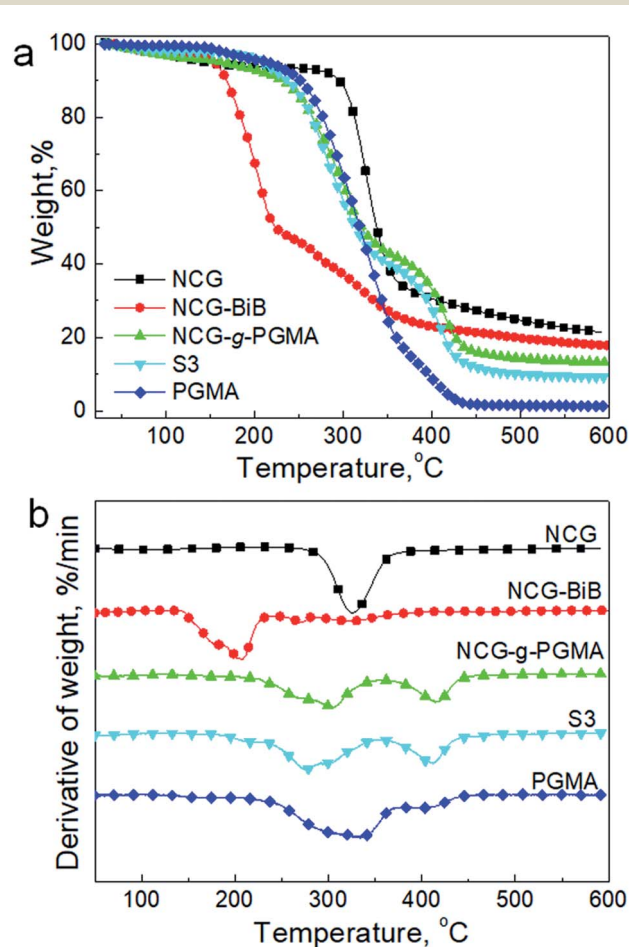 a
100
80
60
40
20
0
Weight,%
NCG
NCG-BiB
NCG-g-PGMA
S3
PGMA
100 200 300 400 500 600
Temperature,°C
b
NCG
NCG-BiB
NCG-g-PGMA
S3
PGMA
Derivative of weight, %/min
100 200 300 400 500 600
Temperature, °C